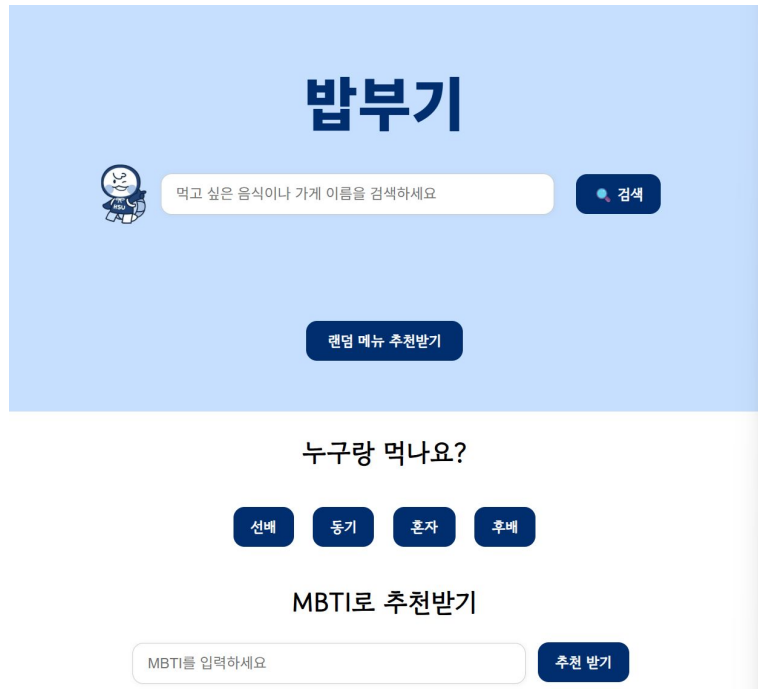 밥부기
HSU
먹고 싶은 음식이나 가게 이름을 검색하세요
🔍 검색
랜덤 메뉴 추천받기
누구랑 먹나요?
선배 동기 혼자 후배
MBTI로 추천받기
MBTI를 입력하세요
추천 받기